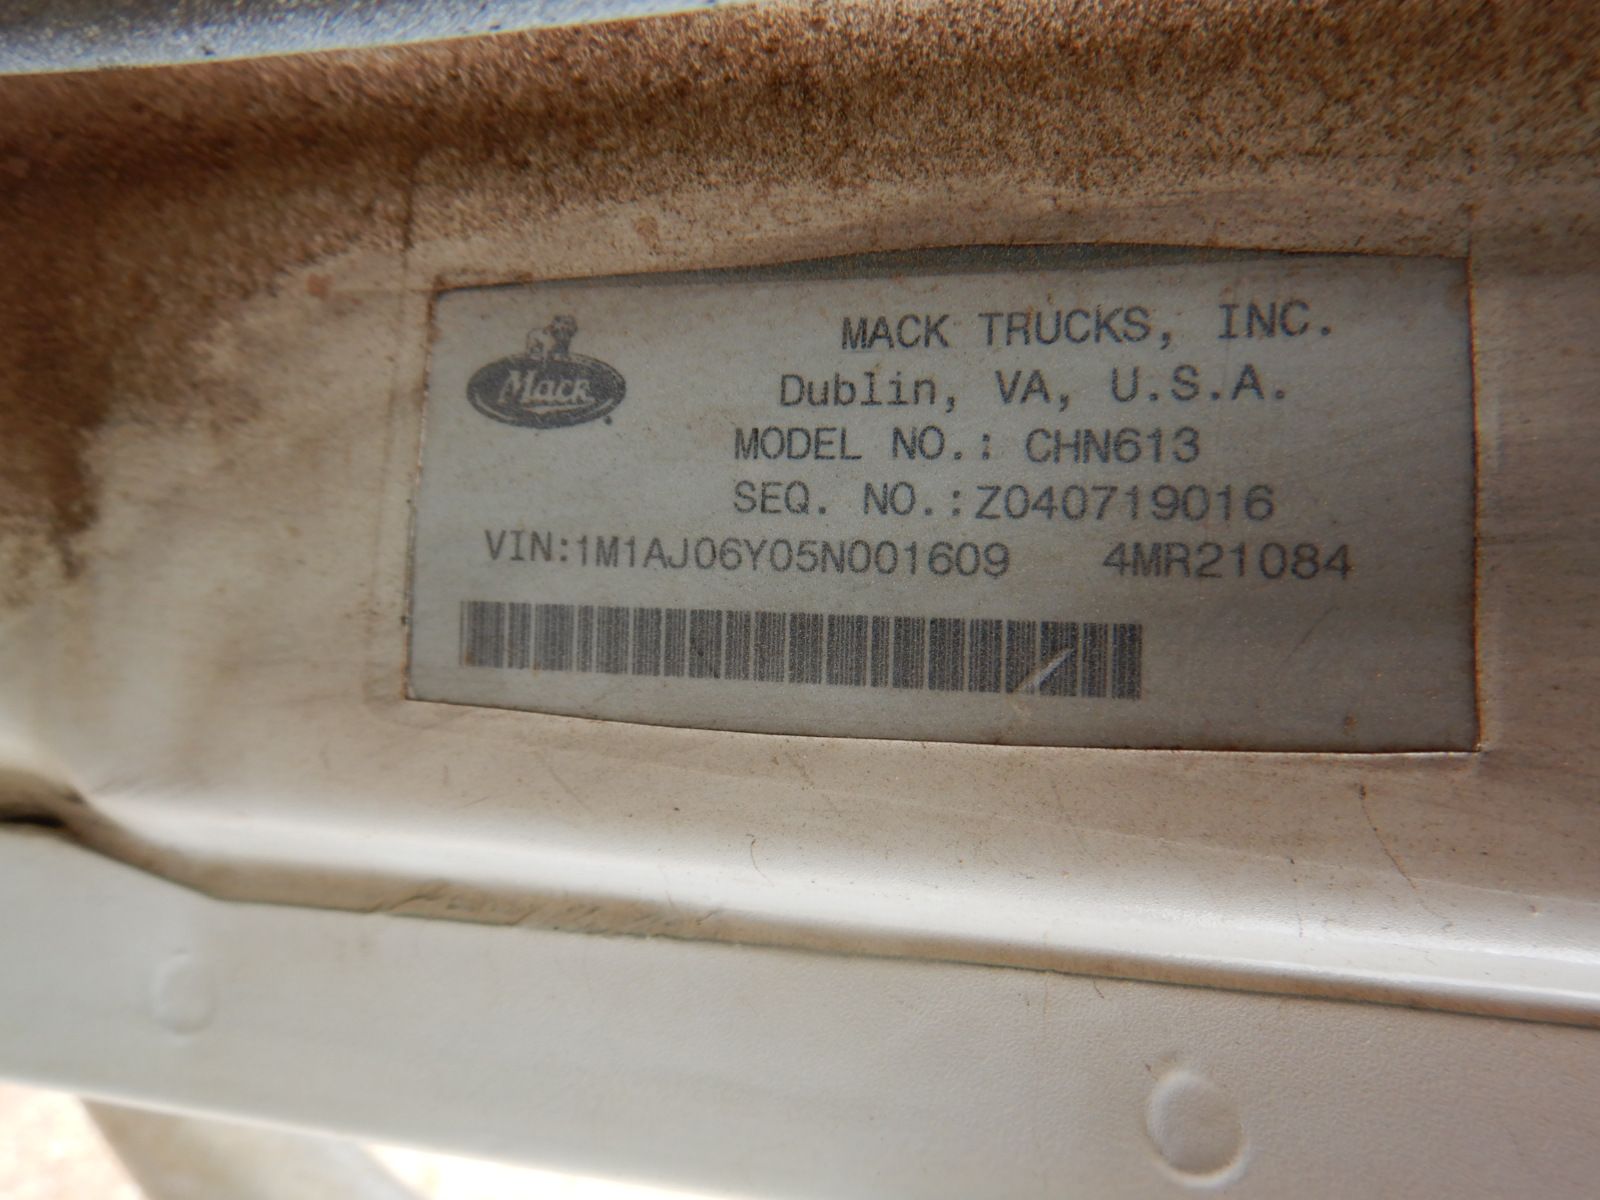 Mack
MACK TRUCKS, INC.
Dublin, VA, U.S.A.
MODEL NO.: CHN613
SEQ. NO.:Z040719016
VIN:1M1AJ06Y05N001609 4MR21084